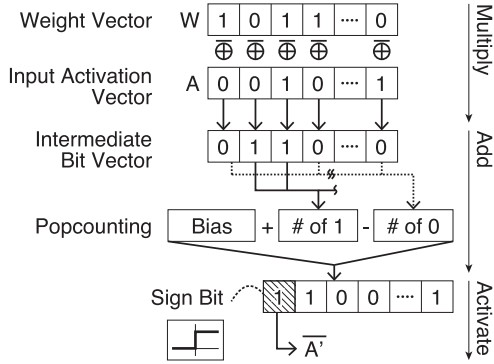 Weight Vector W 1 0 1 1 ···· 0 Multiply
⊕ ⊕ ⊕ ⊕ ⊕
Input Activation Vector A 0 0 1 0 ···· 1
Intermediate Bit Vector 0 1 1 0 ···· 0 Add
Popcounting Bias + # of 1 - # of 0
Sign Bit 1 1 0 0 ···· 1 Activate
A'